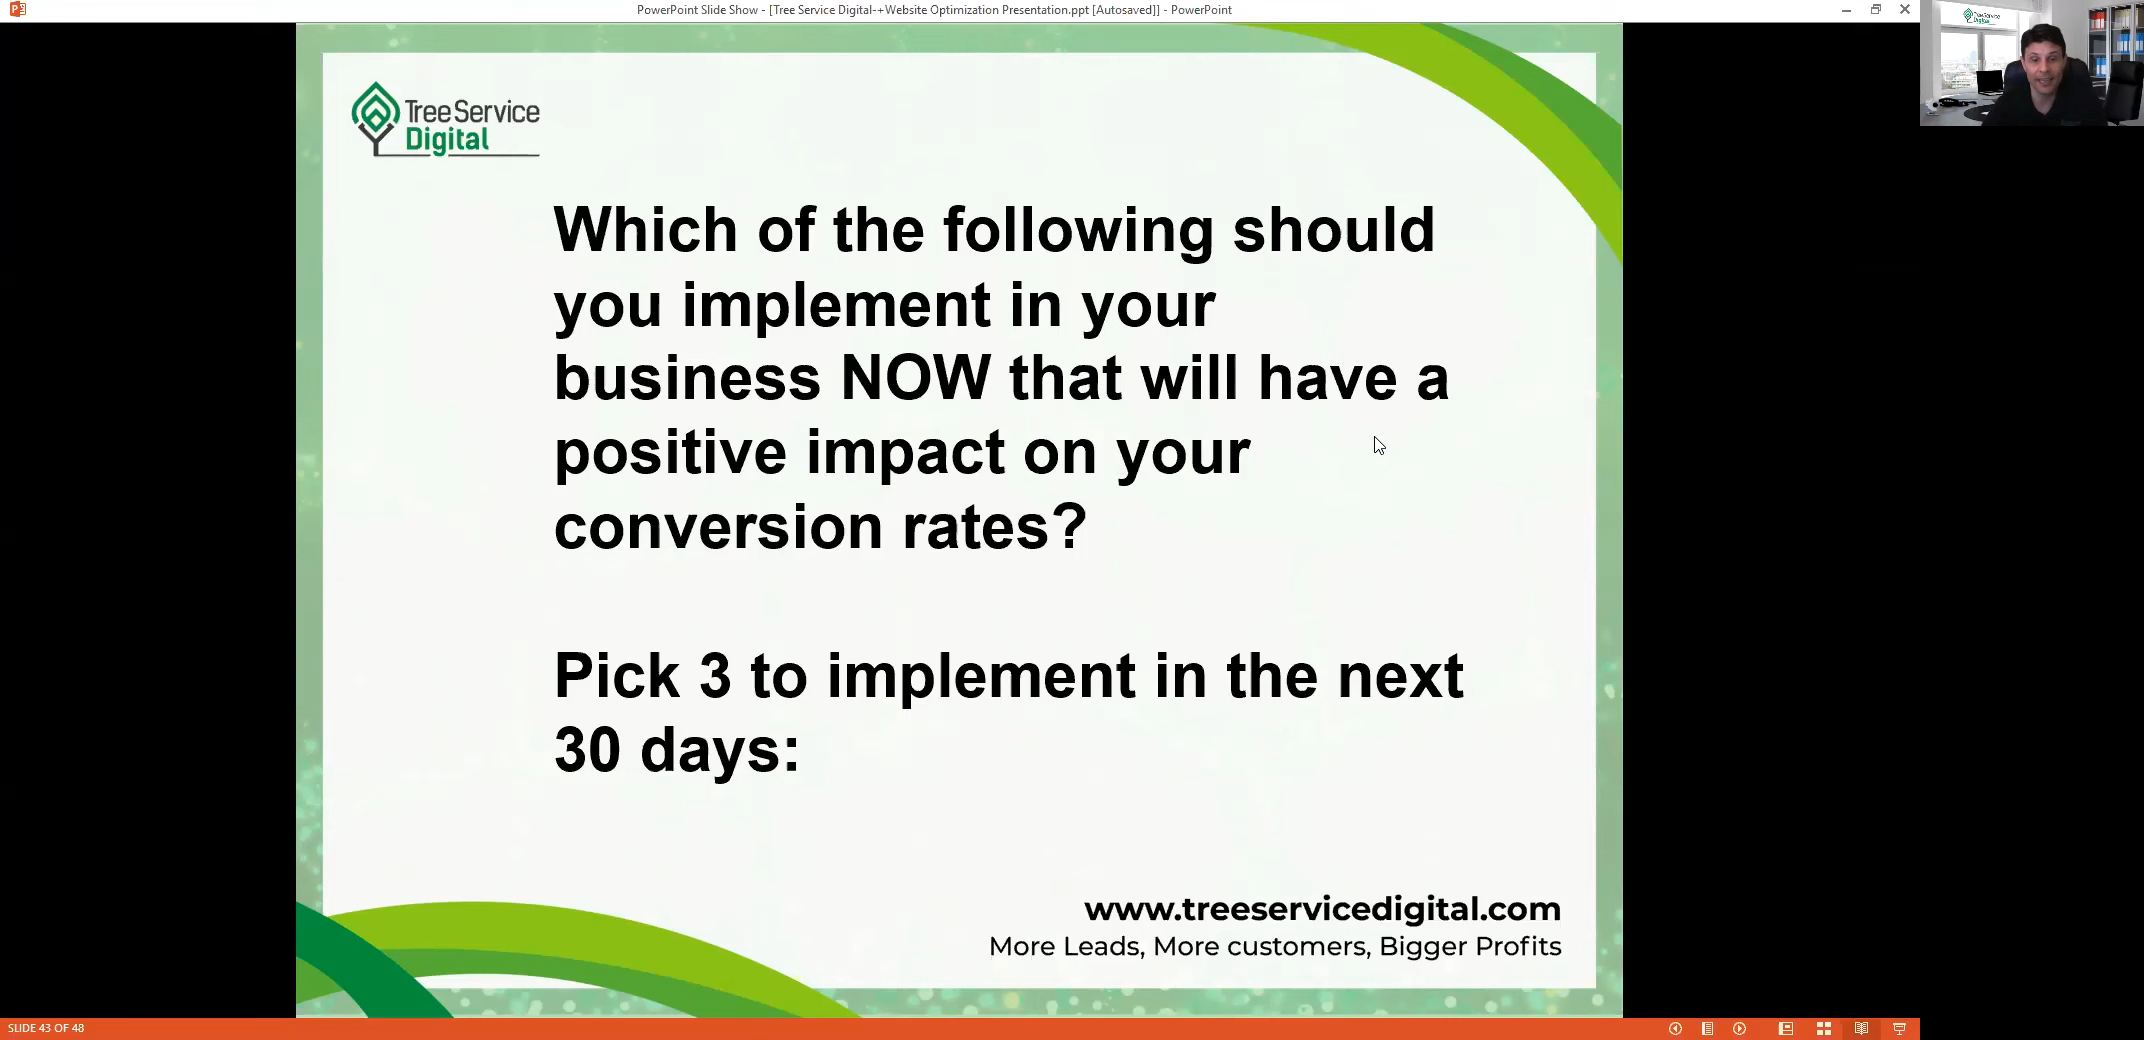 PowerPoint Slide Show - [Tree Service Digital-+Website Optimization Presentation.ppt [Autosaved]] - PowerPoint
Tree Service
Digital
Tree Service
Digital
Which of the following should
you implement in your
business NOW that will have a
positive impact on your
conversion rates?
Pick 3 to implement in the next
30 days:
www.treeservicedigital.com
More Leads, More customers, Bigger Profits
SLIDE 43 OF 48